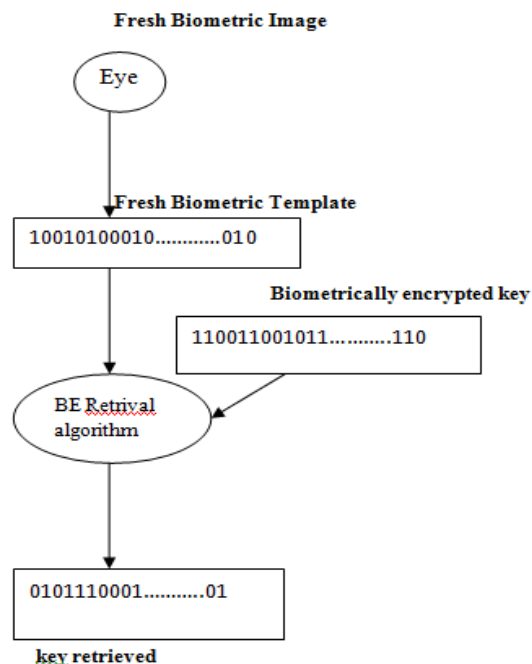 Fresh Biometric Image
Eye
Fresh Biometric Template
10010100010............010
Biometrically encrypted key
110011001011...........110
BE Retrival
algorithm
0101110001...........01
key retrieved